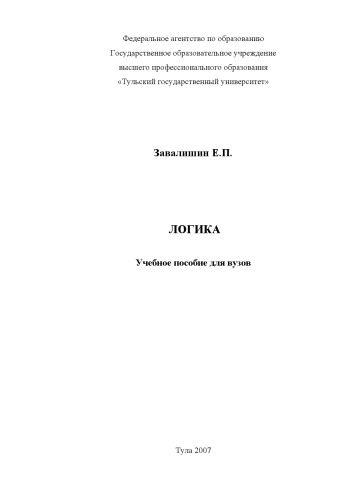 Федеральное агентство по образованию
Государственное образовательное учреждение
высшего профессионального образования
«Тульский государственный университет»
Завалишин Е.П.
ЛОГИКА
Учебное пособие для вузов
Тула 2007